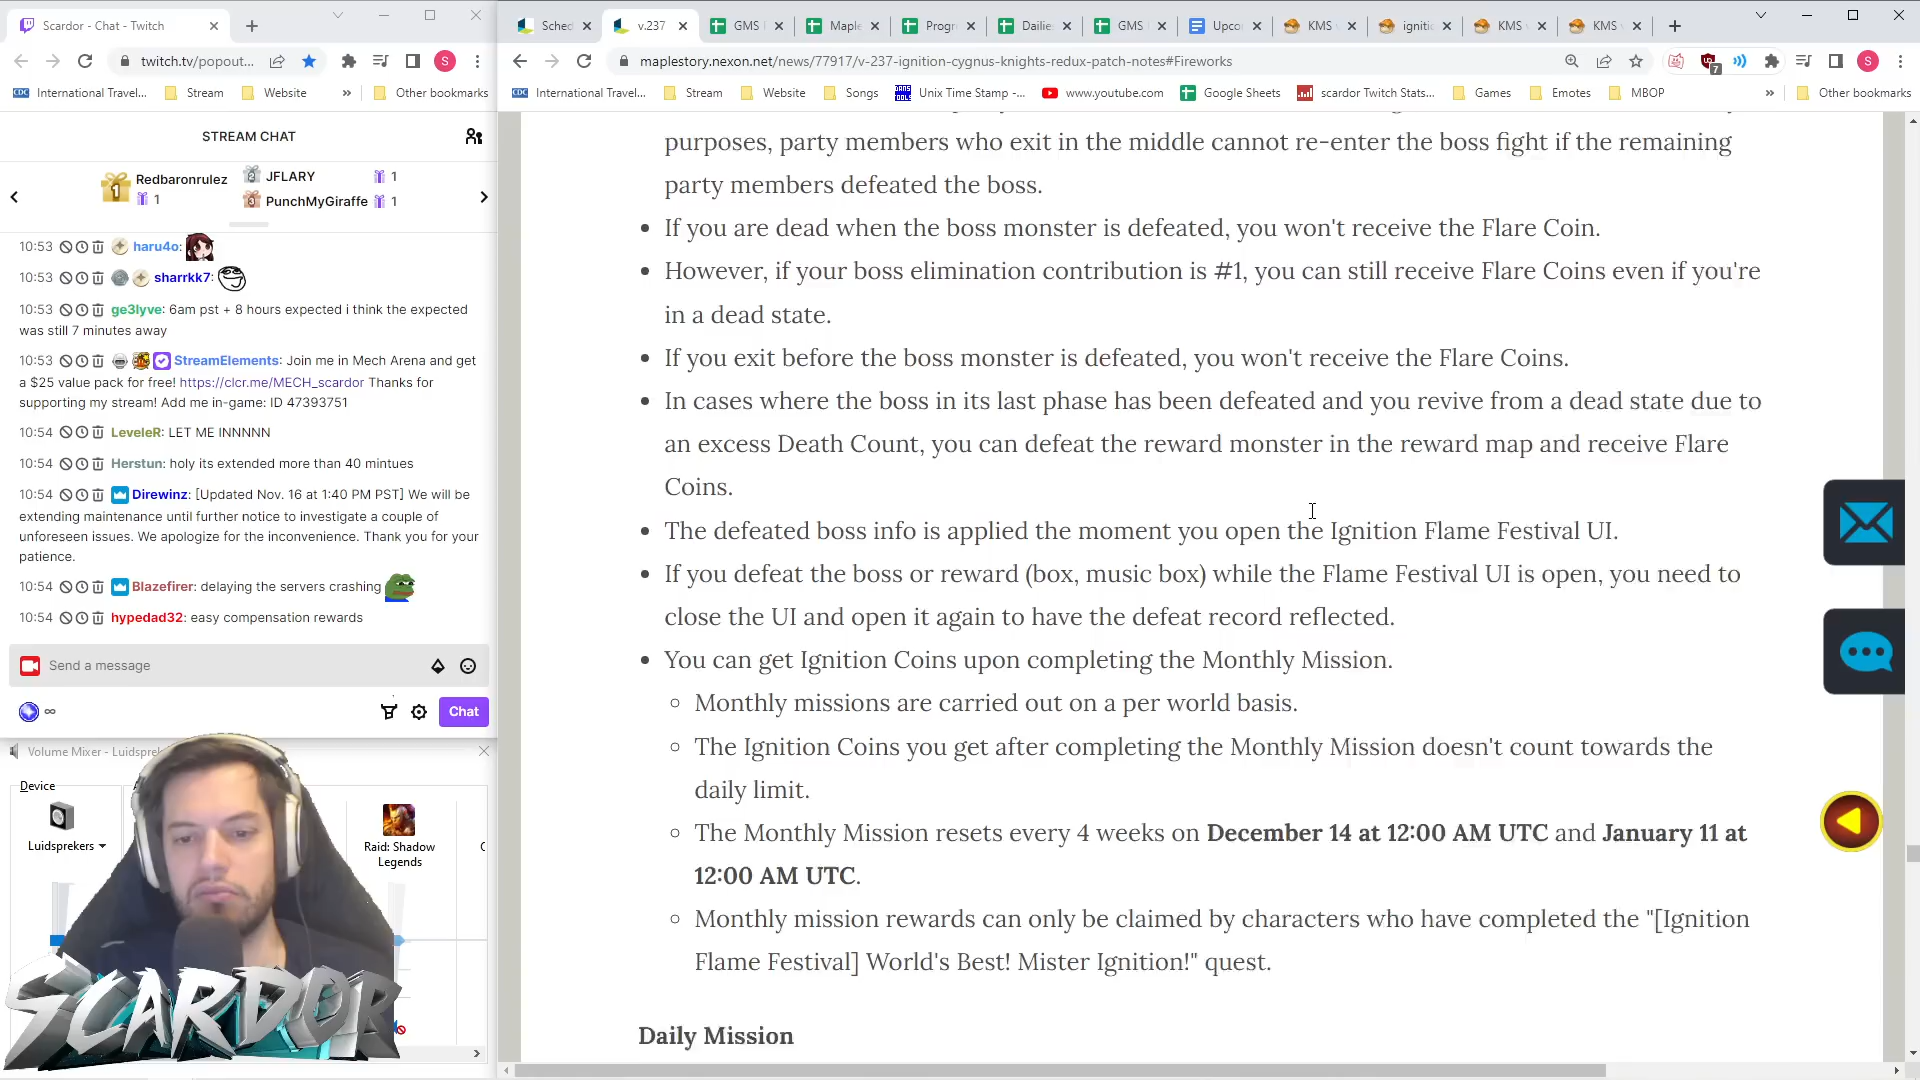 Scardor - Chat - Twitch
Sched
v.237
GMS
Maple
Progr
Dailie
GMS
Upco
KMS v
igniti
KMS v
KMS v
twitch.tv/popout...
S
maplestory.nexon.net/news/77917/v-237-ignition-cygnus-knights-redux-patch-notes#Fireworks
7
S
CDC International Travel...
Stream
Website
»
Other bookmarks
CDC International Travel...
Stream
Website
Songs
Unix Time Stamp -...
www.youtube.com
Google Sheets
scardor Twitch Stats...
Games
Emotes
MBOP
»
Other bookmarks
STREAM CHAT
1 Redbaronrulez
1
2 JFLARY 1
3 PunchMyGiraffe 1
10:53 haru4o:
10:53 sharrkk7:
10:53 ge3lyve: 6am pst + 8 hours expected i think the expected
was still 7 minutes away
10:53 StreamElements: Join me in Mech Arena and get
a $25 value pack for free! https://clcr.me/MECH_scardor Thanks for
supporting my stream! Add me in-game: ID 47393751
10:54 LeveleR: LET ME INNNNN
10:54 Herstun: holy its extended more than 40 mintues
10:54 Direwinz: [Updated Nov. 16 at 1:40 PM PST] We will be
extending maintenance until further notice to investigate a couple of
unforeseen issues. We apologize for the inconvenience. Thank you for your
patience.
10:54 Blazefirer: delaying the servers crashing
10:54 hypedad32: easy compensation rewards
Send a message
∞
Chat
Volume Mixer - Luidsprek
Device
Luidsprekers
Raid: Shadow
Legends
SCARDOR
purposes, party members who exit in the middle cannot re-enter the boss fight if the remaining
party members defeated the boss.
• If you are dead when the boss monster is defeated, you won't receive the Flare Coin.
• However, if your boss elimination contribution is #1, you can still receive Flare Coins even if you're
in a dead state.
• If you exit before the boss monster is defeated, you won't receive the Flare Coins.
• In cases where the boss in its last phase has been defeated and you revive from a dead state due to
an excess Death Count, you can defeat the reward monster in the reward map and receive Flare
Coins.
• The defeated boss info is applied the moment you open the Ignition Flame Festival UI.
• If you defeat the boss or reward (box, music box) while the Flame Festival UI is open, you need to
close the UI and open it again to have the defeat record reflected.
• You can get Ignition Coins upon completing the Monthly Mission.
○ Monthly missions are carried out on a per world basis.
○ The Ignition Coins you get after completing the Monthly Mission doesn't count towards the
daily limit.
○ The Monthly Mission resets every 4 weeks on December 14 at 12:00 AM UTC and January 11 at
12:00 AM UTC.
○ Monthly mission rewards can only be claimed by characters who have completed the "[Ignition
Flame Festival] World's Best! Mister Ignition!" quest.
Daily Mission